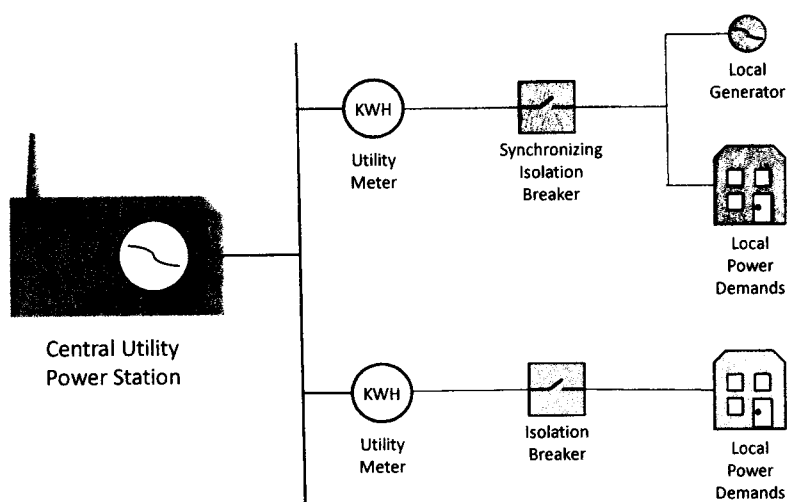 Central Utility
Power Station
KWH
Utility
Meter
Synchronizing
Isolation
Breaker
Local
Generator
Local
Power
Demands
KWH
Utility
Meter
Isolation
Breaker
Local
Power
Demands